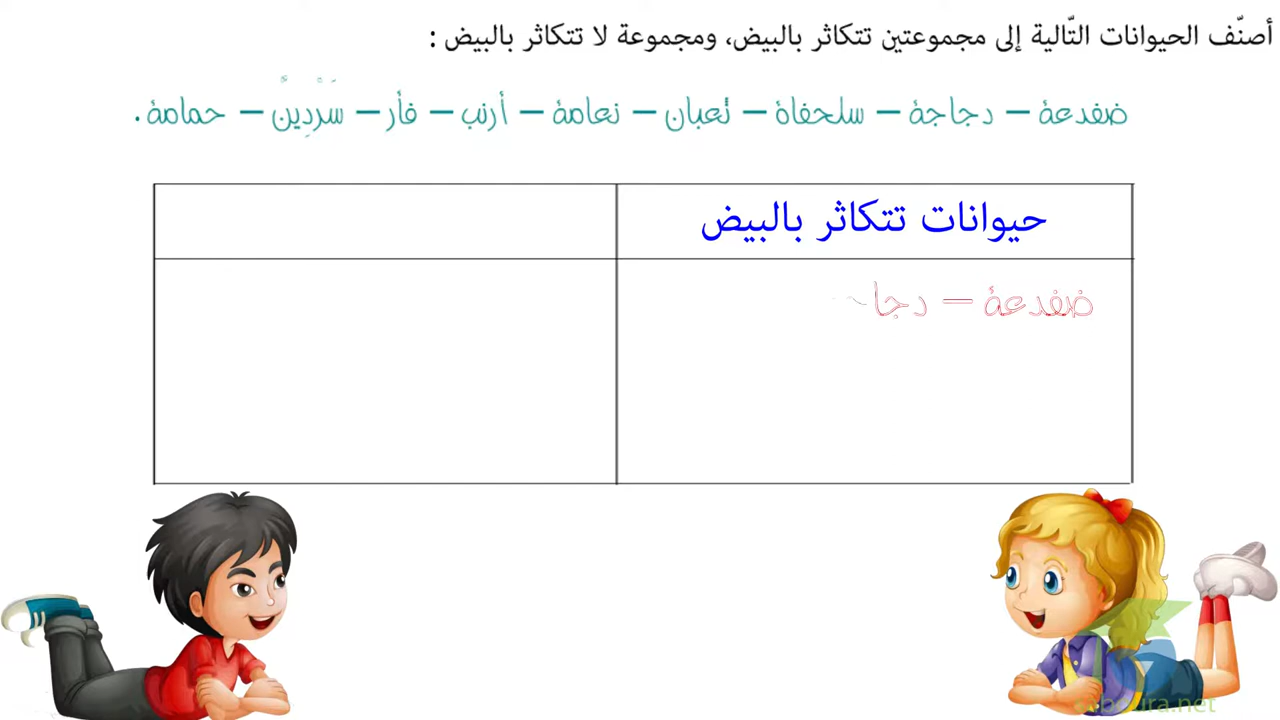 أصنّف الحيوانات التّالية إلى مجموعتين تتكاثر بالبيض، ومجموعة لا تتكاثر بالبيض :
ضفدعة – دجاجة – سلحفاة – ثعبان – نعامة – أرنب – فأر – سَرْدِينٌ – حمامة .
حيوانات تتكاثر بالبيض
ضفدعة – دجا